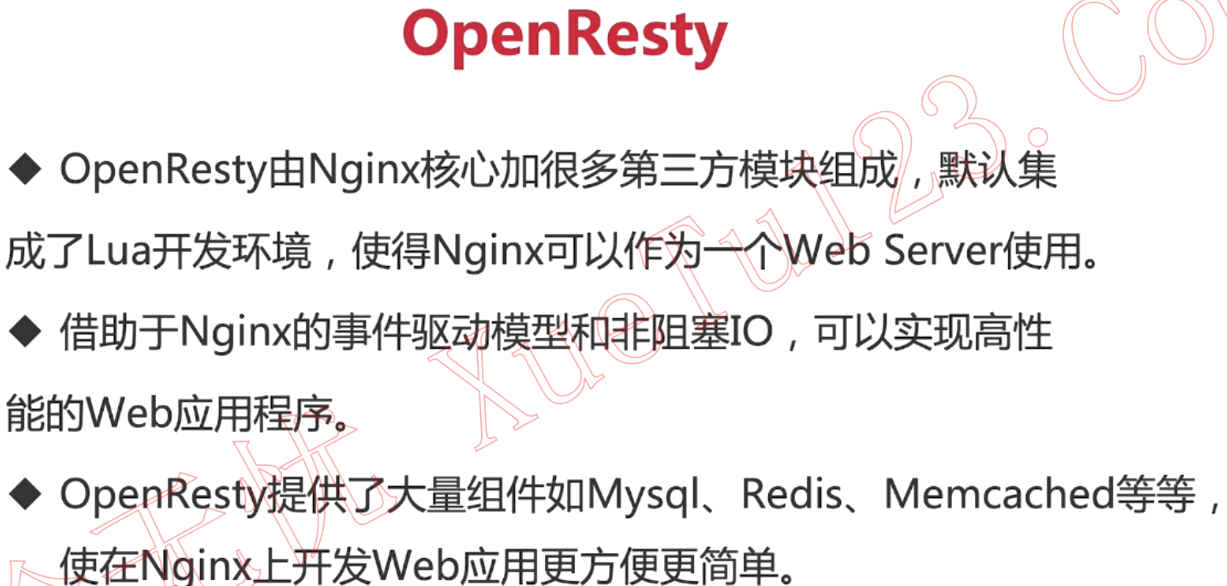 OpenResty
◆ OpenResty由Nginx核心加很多第三方模块组成，默认集
成了Lua开发环境，使得Nginx可以作为一个Web Server使用。
◆ 借助于Nginx的事件驱动模型和非阻塞IO，可以实现高性
能的Web应用程序。
◆ OpenResty提供了大量组件如Mysql、Redis、Memcached等等，
使在Nginx上开发Web应用更方便更简单。
无忧 XueTu123.Co